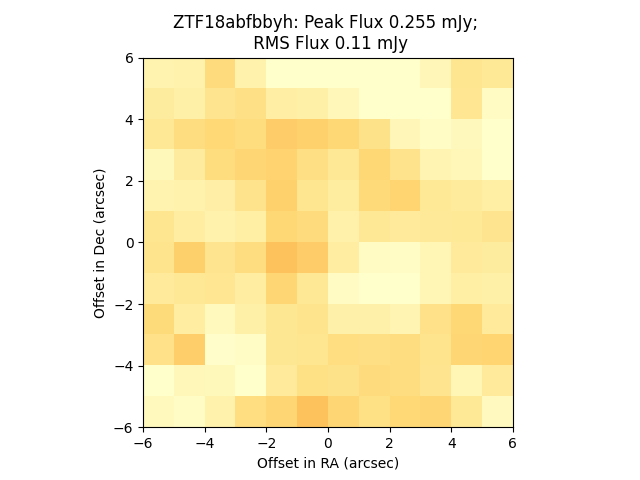 ZTF18abfbbyh: Peak Flux 0.255 mJy;
RMS Flux 0.11 mJy
6
4
2
0
−2
−4
−6
Offset in Dec (arcsec)
−6 −4 −2 0 2 4 6
Offset in RA (arcsec)